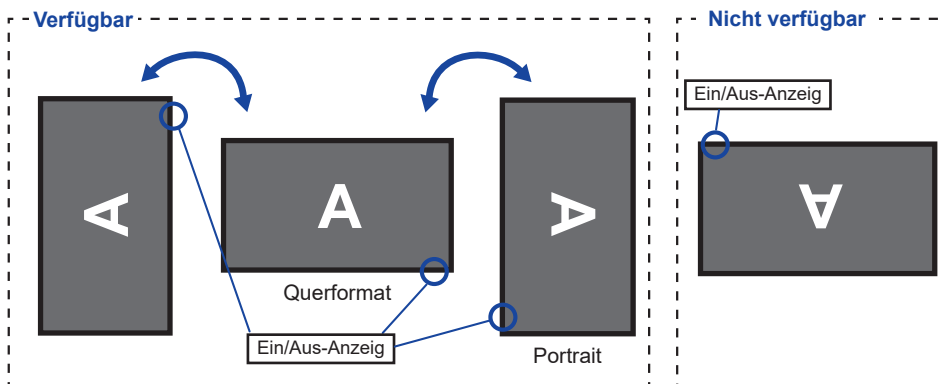 Verfügbar
Nicht verfügbar
Ein/Aus-Anzeig
A
A
A
A
Querformat
Ein/Aus-Anzeig
Portrait